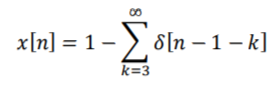 x[n] = 1 − ∑_{k=3}^{∞} δ[n − 1 − k]